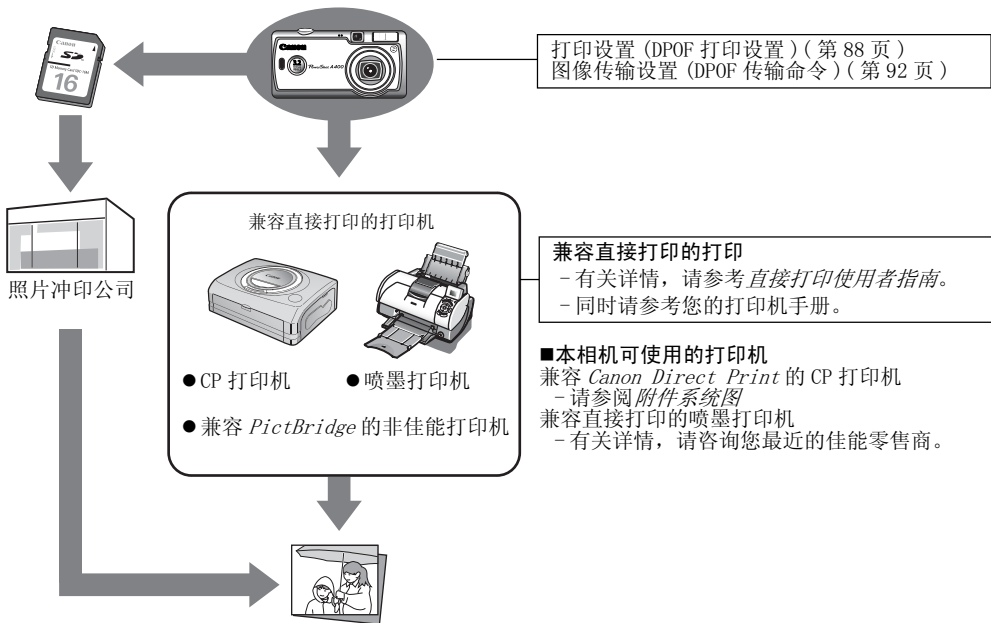 Canon
SD
16
Canon
3.2
PowerShot A400
打印设置 (DPOF 打印设置 ) ( 第 88 页 )
图像传输设置 (DPOF 传输命令 ) ( 第 92 页 )
照片冲印公司
兼容直接打印的打印机
●CP 打印机
●喷墨打印机
●兼容 PictBridge 的非佳能打印机
兼容直接打印的打印
－有关详情，请参考直接打印使用者指南。
－同时请参考您的打印机手册。
■本相机可使用的打印机
兼容 Canon Direct Print 的 CP 打印机
－请参阅附件系统图
兼容直接打印的喷墨打印机
－有关详情，请咨询您最近的佳能零售商。